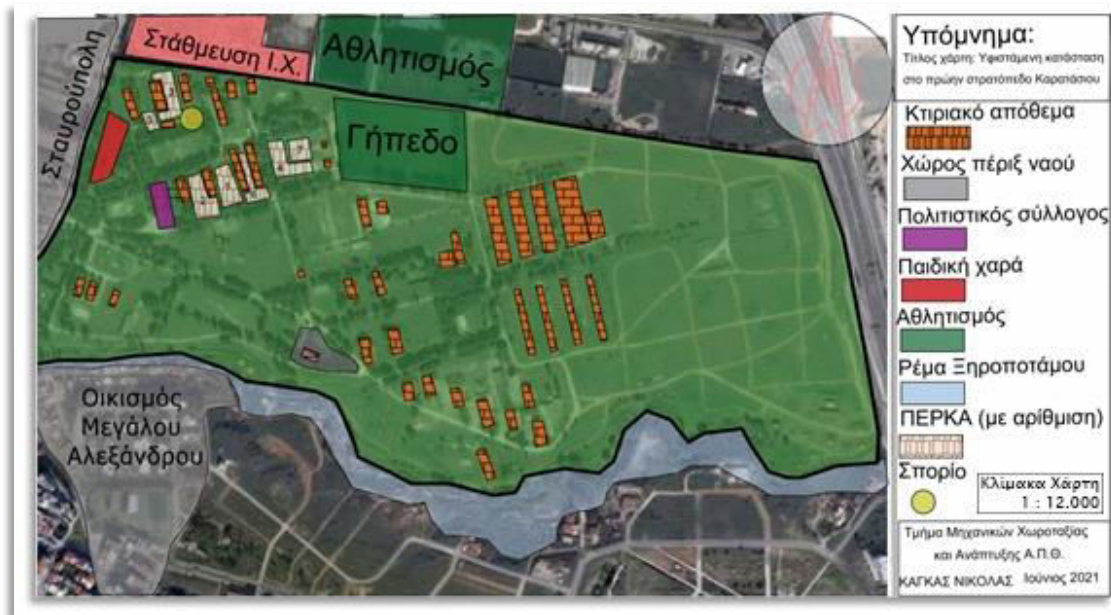 Στάθμευση Ι.Χ.
Αθλητισμός
Σταυρούπολη
Γήπεδο
Οικισμός
Μεγάλου
Αλεξάνδρου
Υπόμνημα:
Τίτλος χάρτη: Υφιστάμενη κατάσταση
στο πρώην στρατόπεδο Καρατάσιου
Κτιριακό απόθεμα
Χώρος πέριξ ναού
Πολιτιστικός σύλλογος
Παιδική χαρά
Αθλητισμός
Ρέμα Ξηροποτάμου
ΠΕΡΚΑ (με αρίθμιση)
Σπορίο
Κλίμακα Χάρτη
1 : 12.000
Τμήμα Μηχανικών Χωροταξίας
και Ανάπτυξης Α.Π.Θ.
ΚΑΓΚΑΣ ΝΙΚΟΛΑΣ Ιούνιος 2021